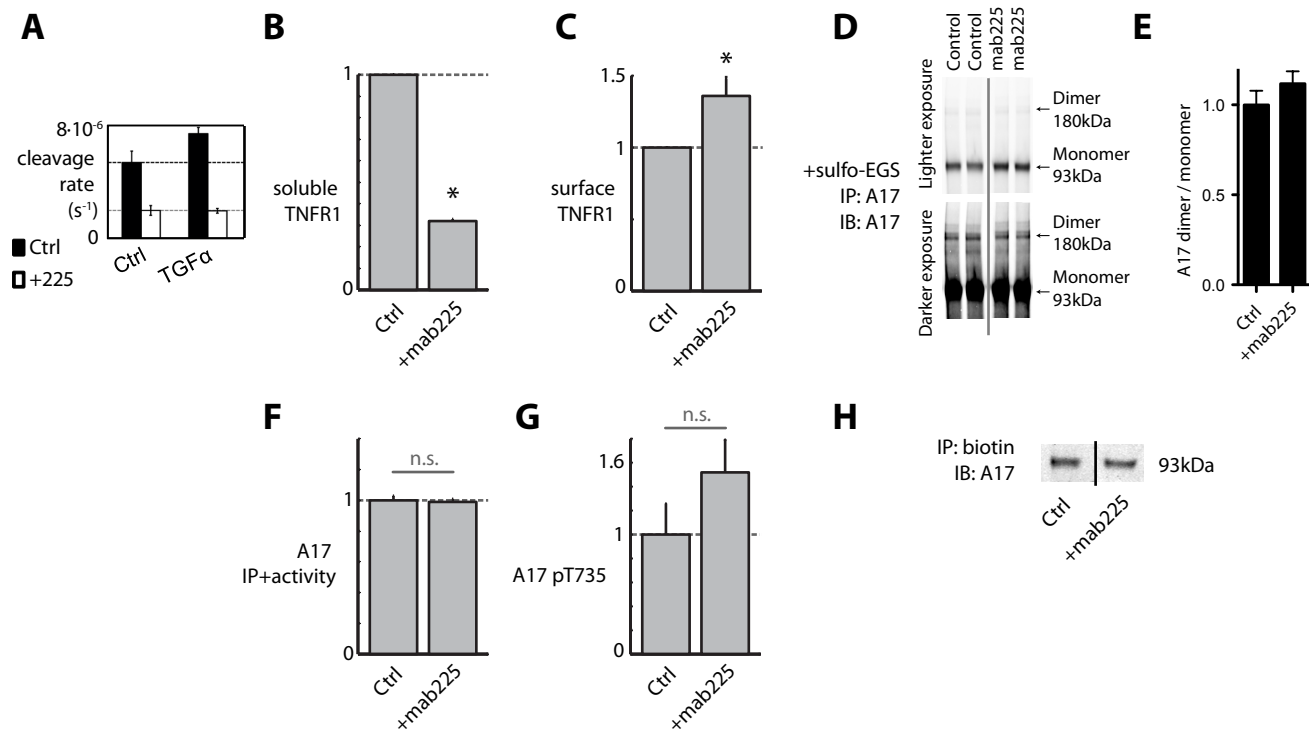 A
8·10⁻⁶
cleavage
rate
(s⁻¹)
0
Ctrl
TGFα
Ctrl
+225
B
1
soluble
TNFR1
*
0
Ctrl
+mab225
C
1.5
*
1
surface
TNFR1
0
Ctrl
+mab225
D
Control
Control
mab225
mab225
+sulfo-EGS
IP: A17
IB: A17
Lighter exposure
Dimer
180kDa
Monomer
93kDa
Darker exposure
Dimer
180kDa
Monomer
93kDa
E
A17 dimer / monomer
1.0
0.5
0.0
Ctrl
+mab225
F
n.s.
1
A17
IP+activity
0
Ctrl
+mab225
G
n.s.
1.6
1
A17 pT735
0
Ctrl
+mab225
H
IP: biotin
IB: A17
93kDa
Ctrl
+mab225